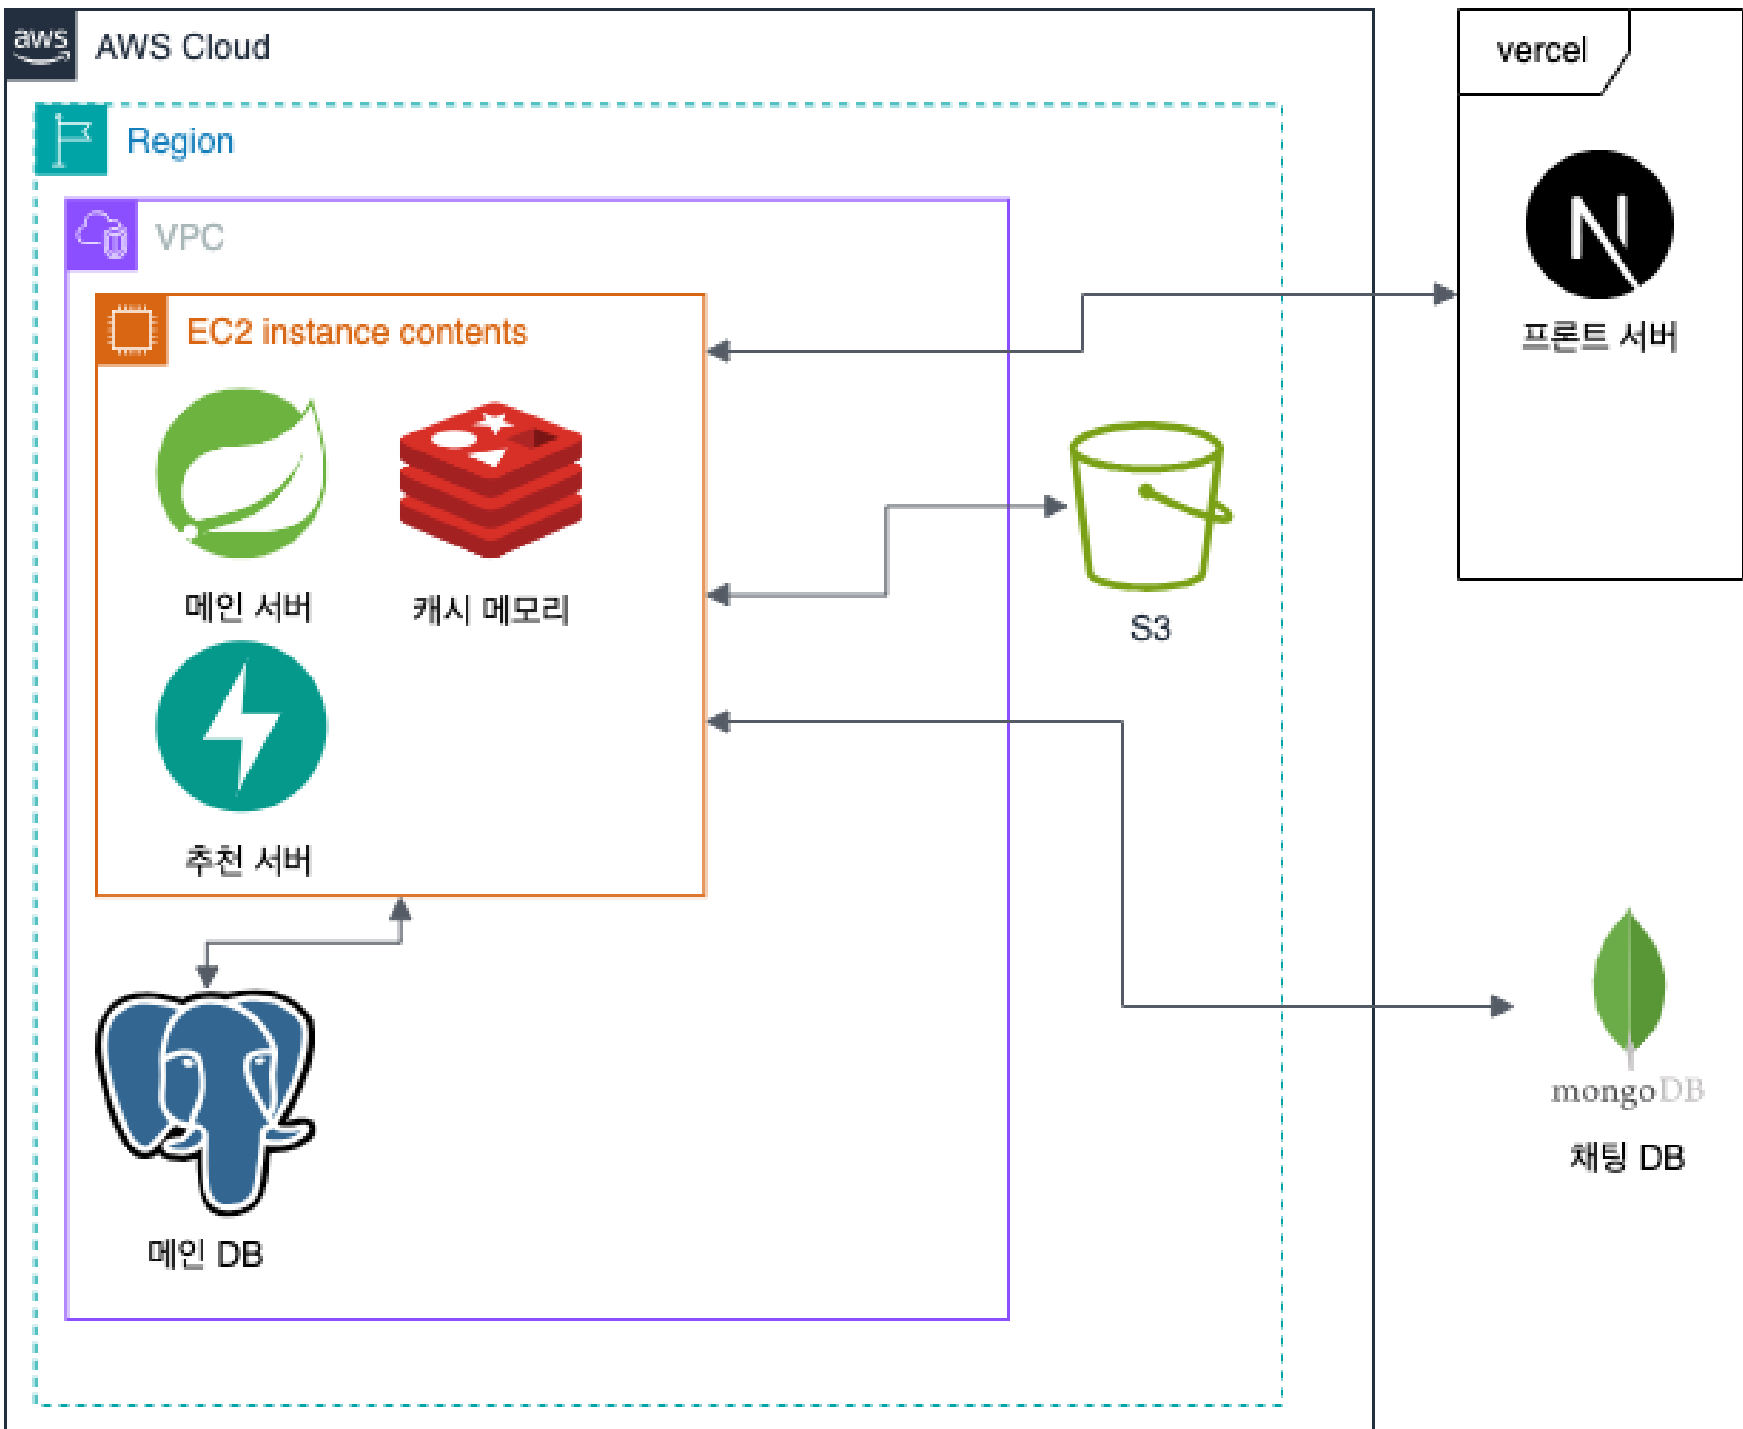 aws
AWS Cloud
vercel
Region
VPC
EC2 instance contents
프론트 서버
메인 서버
캐시 메모리
S3
추천 서버
mongoDB
채팅 DB
메인 DB